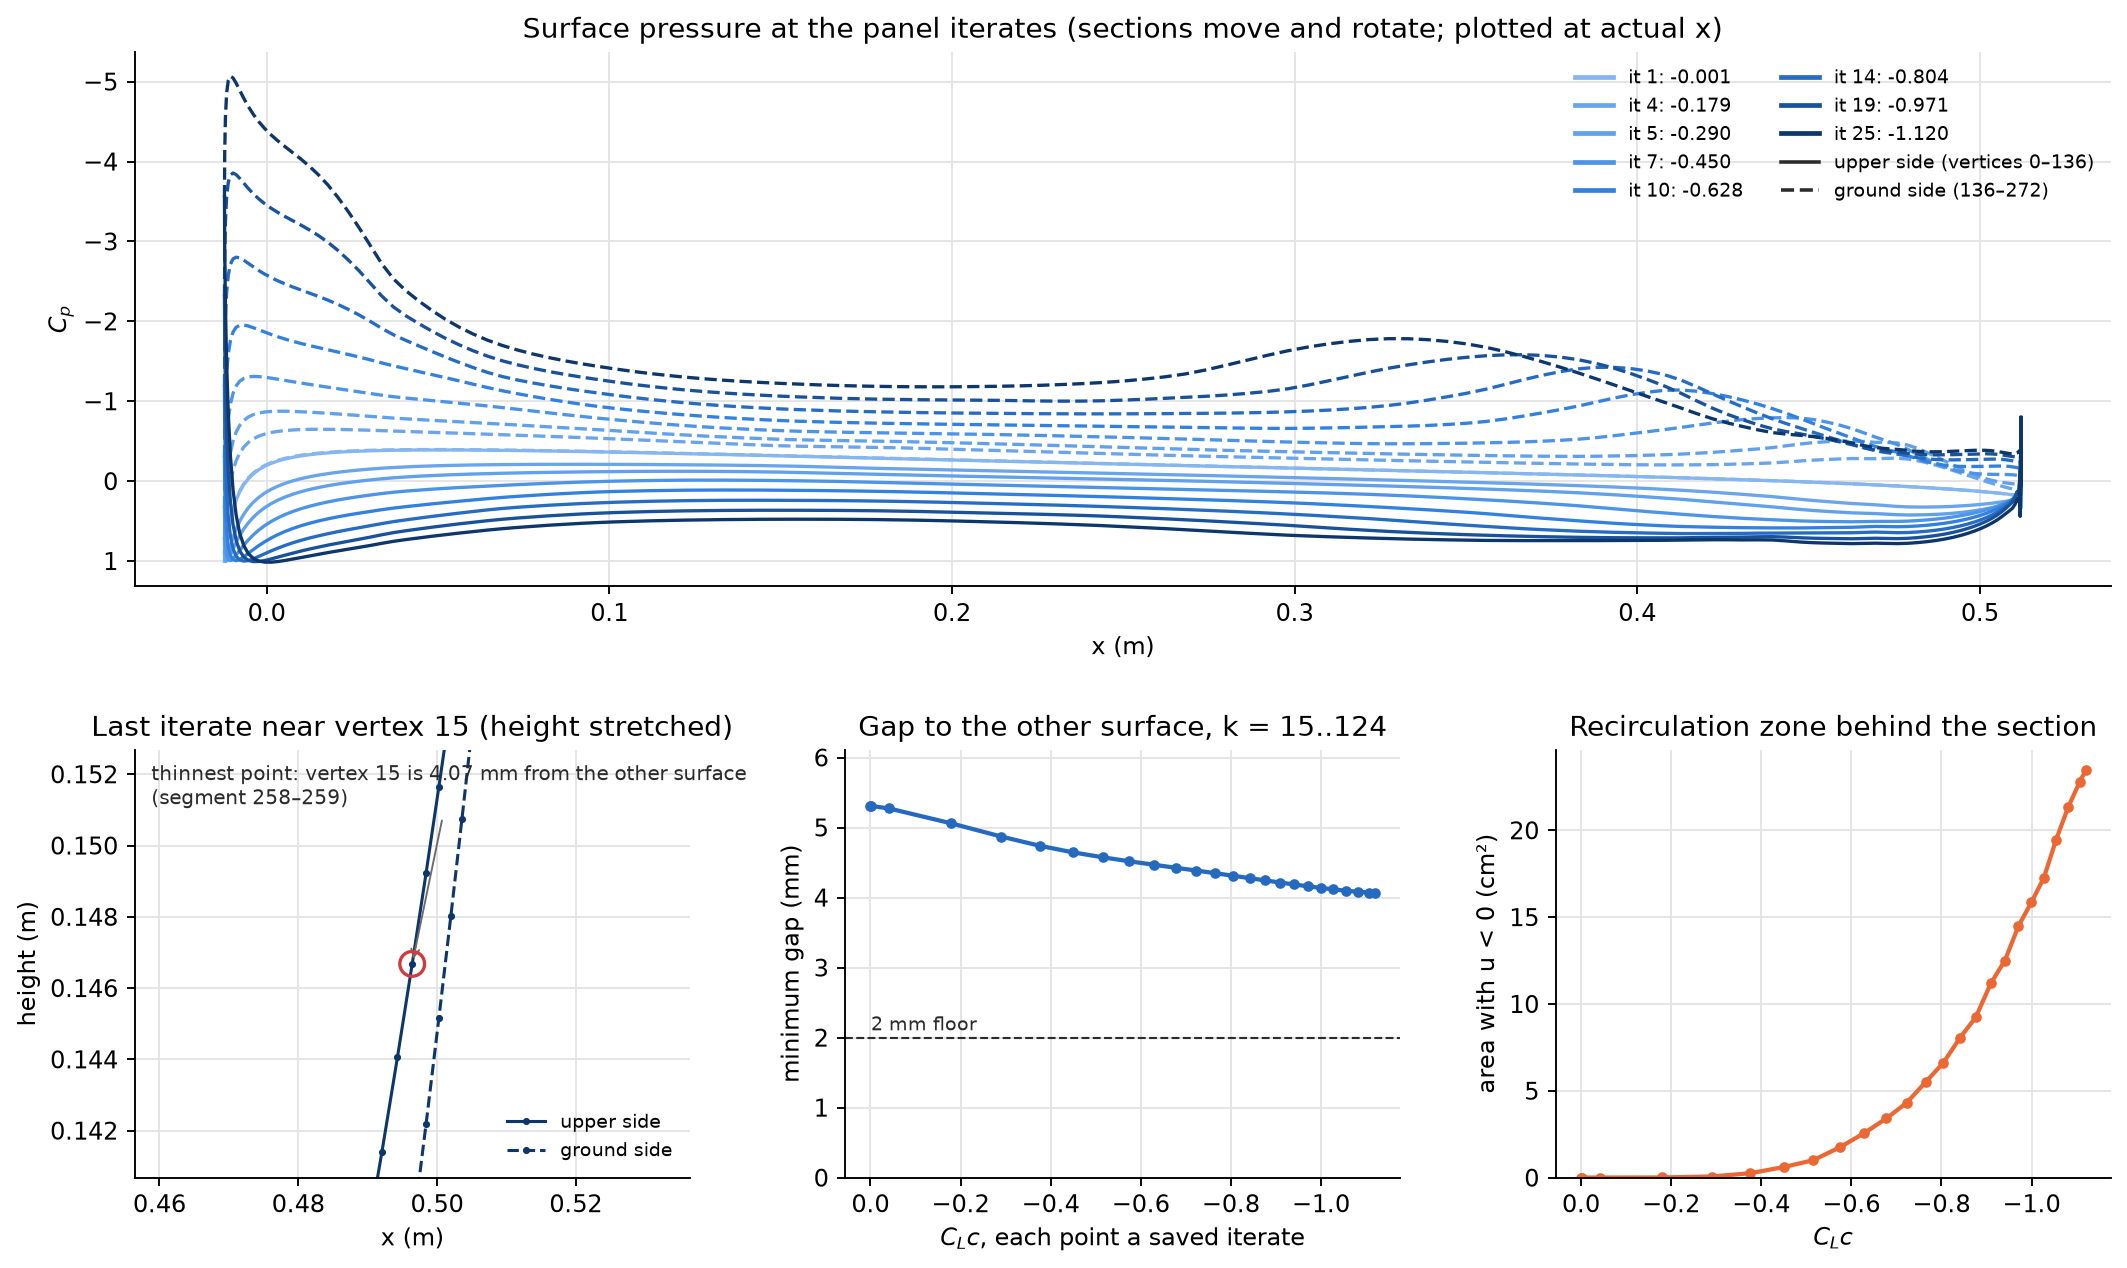 Surface pressure at the panel iterates (sections move and rotate; plotted at actual x)
−5
−4
−3
−2
−1
0
1
Cp
it 1: -0.001
it 4: -0.179
it 5: -0.290
it 7: -0.450
it 10: -0.628
it 14: -0.804
it 19: -0.971
it 25: -1.120
upper side (vertices 0–136)
ground side (136–272)
0.0 0.1 0.2 0.3 0.4 0.5
x (m)
Last iterate near vertex 15 (height stretched)
thinnest point: vertex 15 is 4.07 mm from the other surface
(segment 258–259)
0.152
0.150
0.148
0.146
0.144
0.142
height (m)
upper side
ground side
0.46 0.48 0.50 0.52
x (m)
Gap to the other surface, k = 15..124
6
5
4
3
2
1
0
minimum gap (mm)
2 mm floor
0.0 −0.2 −0.4 −0.6 −0.8 −1.0
CLc, each point a saved iterate
Recirculation zone behind the section
20
15
10
5
0
area with u < 0 (cm²)
0.0 −0.2 −0.4 −0.6 −0.8 −1.0
CLc